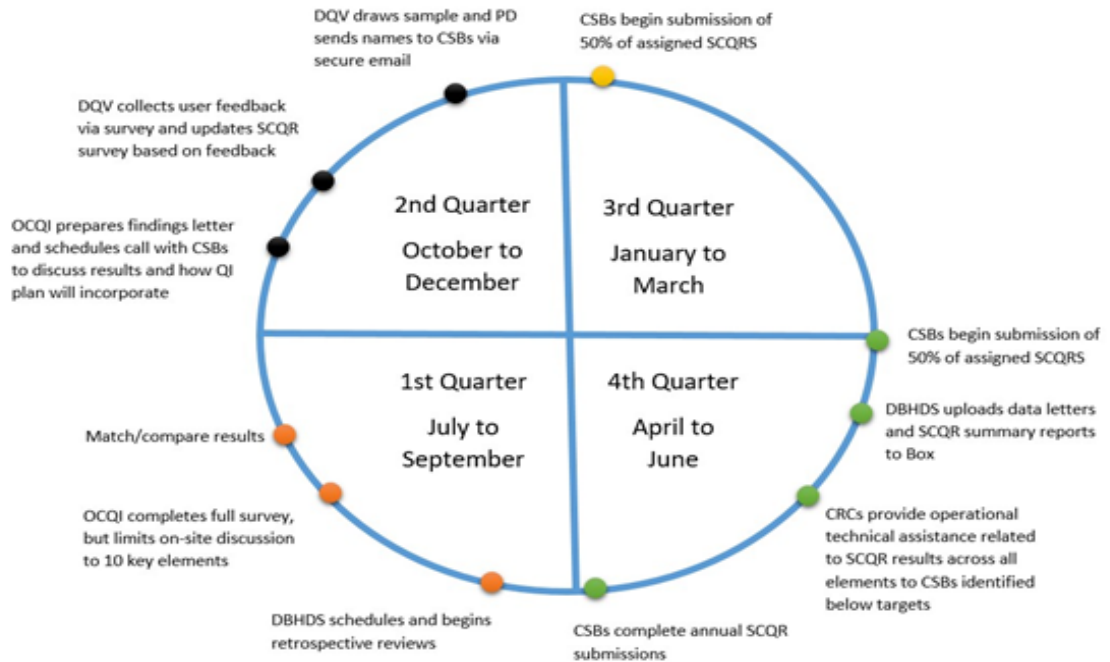 DQV draws sample and PD
sends names to CSBs via
secure email
CSBs begin submission of
50% of assigned SCQRS
DQV collects user feedback
via survey and updates SCQR
survey based on feedback
OCQI prepares findings letter
and schedules call with CSBs
to discuss results and how QI
plan will incorporate
2nd Quarter
October to
December
3rd Quarter
January to
March
CSBs begin submission of
50% of assigned SCQRS
1st Quarter
July to
September
4th Quarter
April to
June
DBHDS uploads data letters
and SCQR summary reports
to Box
Match/compare results
OCQI completes full survey,
but limits on-site discussion
to 10 key elements
CRCs provide operational
technical assistance related
to SCQR results across all
elements to CSBs identified
below targets
DBHDS schedules and begins
retrospective reviews
CSBs complete annual SCQR
submissions